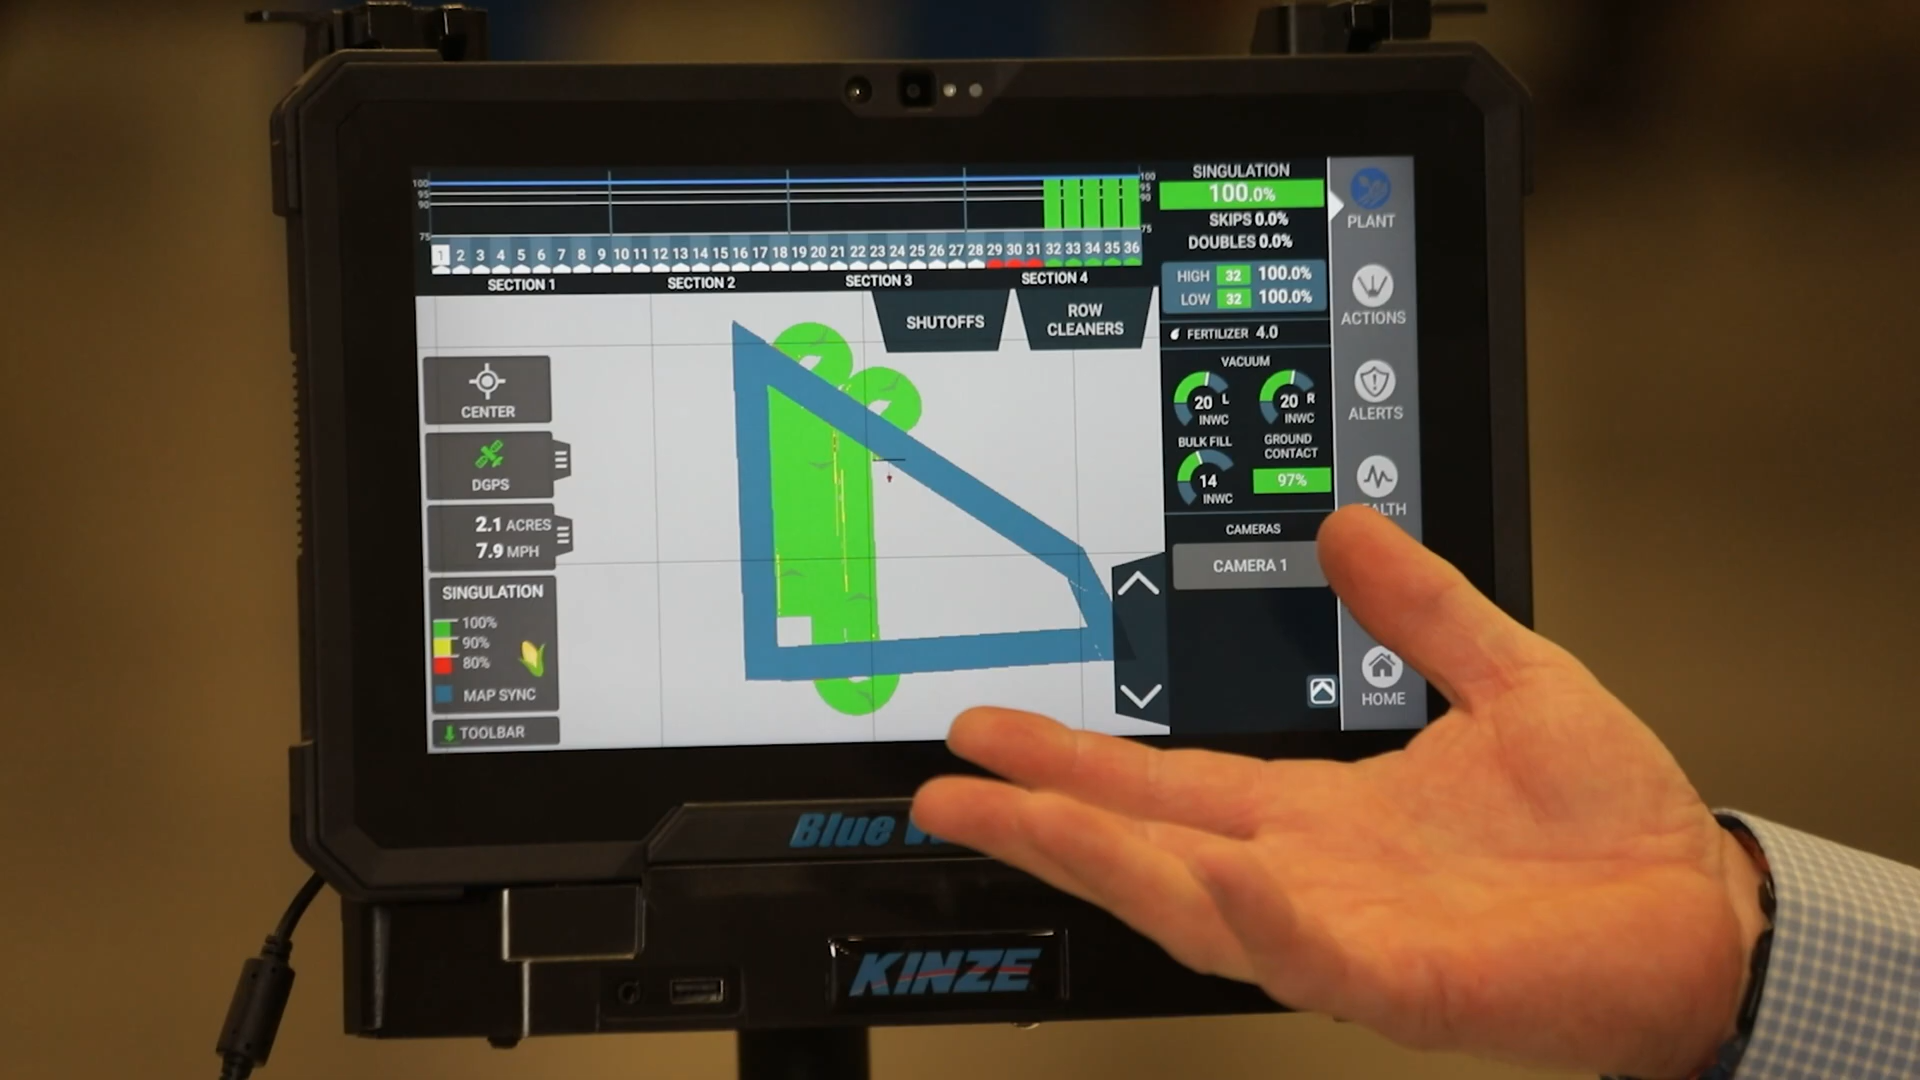 100
95
90
75
100
95
90
75
1 2 3 4 5 6 7 8 9 10 11 12 13 14 15 16 17 18 19 20 21 22 23 24 25 26 27 28 29 30 31 32 33 34 35 36
SECTION 1 SECTION 2 SECTION 3 SECTION 4
SHUTOFFS
ROW
CLEANERS
CENTER
DGPS
2.1 ACRES
7.9 MPH
SINGULATION
100%
90%
80%
MAP SYNC
TOOLBAR
SINGULATION
100.0%
SKIPS 0.0%
DOUBLES 0.0%
HIGH 32 100.0%
LOW 32 100.0%
FERTILIZER 4.0
VACUUM
20 L
INWC
20 R
INWC
BULK FILL
14
INWC
GROUND
CONTACT
97%
CAMERAS
CAMERA 1
PLANT
ACTIONS
ALERTS
HOME
Blue
KINZE